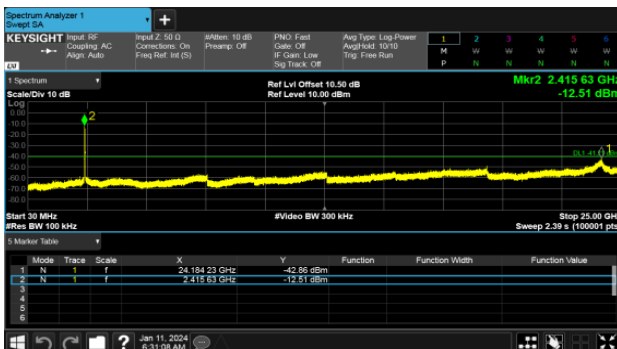 Spectrum Analyzer 1
Swept SA
KEYSIGHT Input: RF Input Z: 50 Ω #Atten: 10 dB PNO: Fast Avg Type: Log-Power 1 2 3 4 5 6
Coupling: AC Corrections: On Preamp: Off Gate: Off Avg|Hold: 10/10 M W W W W W
Align: Auto Freq Ref: Int (S) IF Gain: Low Trig: Free Run
Sig Track: Off P N N N N N
LXI
1 Spectrum Ref Lvl Offset 10.50 dB Mkr2 2.415 63 GHz
Scale/Div 10 dB Ref Level 10.00 dBm -12.51 dBm
Log
0.00
2
-10.0
-20.0
-30.0
DL1 -41.
1
-40.0
-50.0
-60.0
-70.0
-80.0
Start 30 MHz #Video BW 300 kHz Stop 25.00 GHz
#Res BW 100 kHz Sweep 2.39 s (100001 pts
5 Marker Table
Mode Trace Scale X Y Function Function Width Function Value
1 N 1 f 24.184 23 GHz -42.86 dBm
2 N 1 f 2.415 63 GHz -12.51 dBm
3
4
5
6
?
Jan 11, 2024
6:31:08 AM